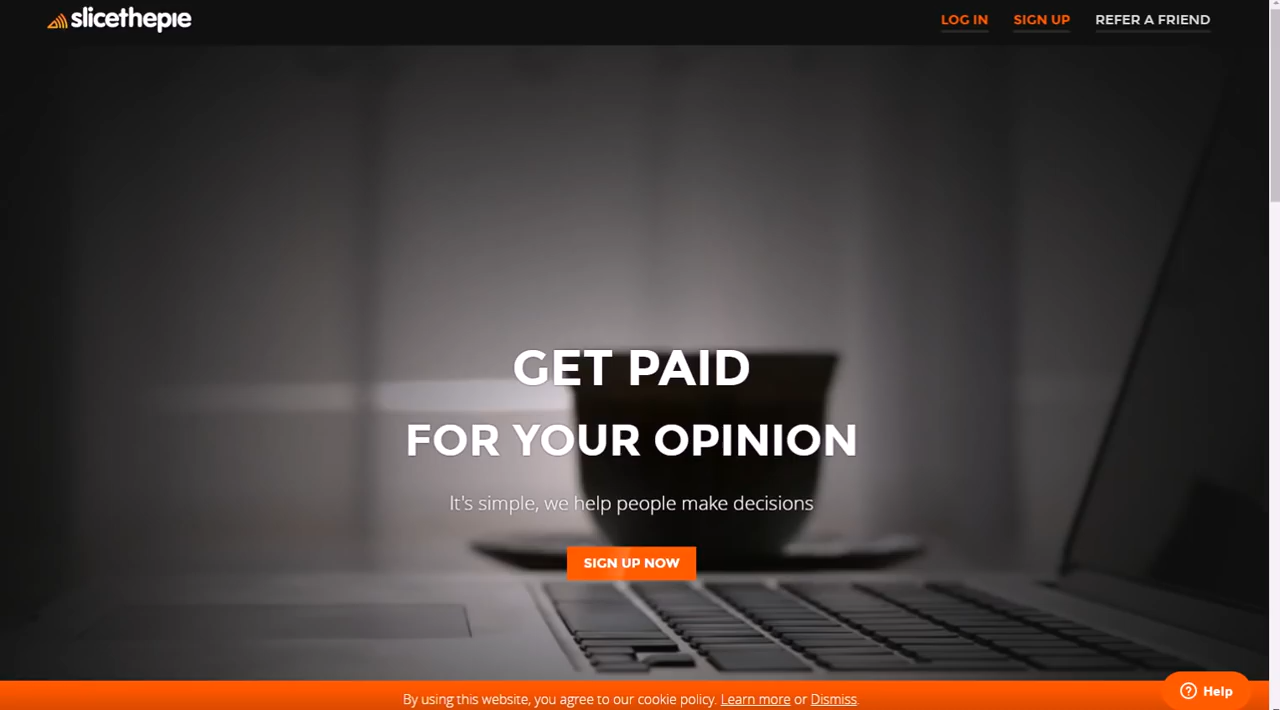 slicethepie
LOG IN
SIGN UP
REFER A FRIEND
GET PAID
FOR YOUR OPINION
It's simple, we help people make decisions
SIGN UP NOW
By using this website, you agree to our cookie policy. Learn more or Dismiss.
Help